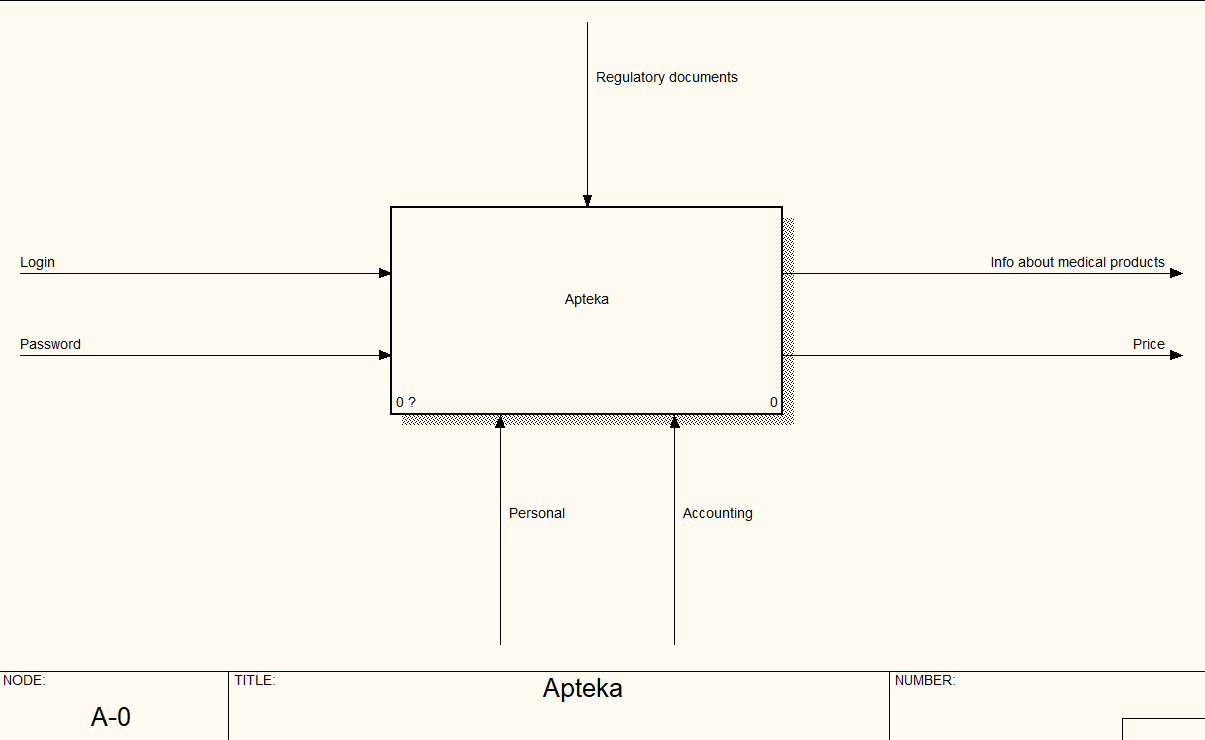 Regulatory documents
Login
Info about medical products
Apteka
Password
Price
0 ?
0
Personal
Accounting
NODE:
TITLE:
Apteka
NUMBER:
A-0